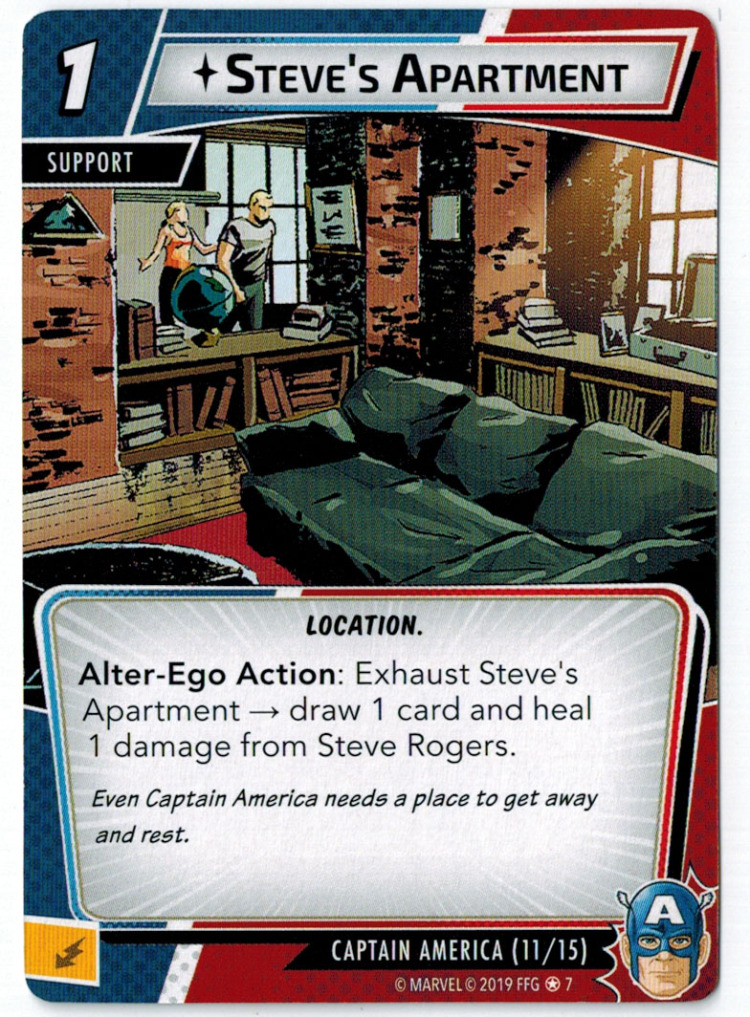 1
STEVE'S APARTMENT
SUPPORT
LOCATION.
Alter-Ego Action: Exhaust Steve's
Apartment → draw 1 card and heal
1 damage from Steve Rogers.
Even Captain America needs a place to get away
and rest.
A
CAPTAIN AMERICA (11/15)
© MARVEL © 2019 FFG ✪ 7